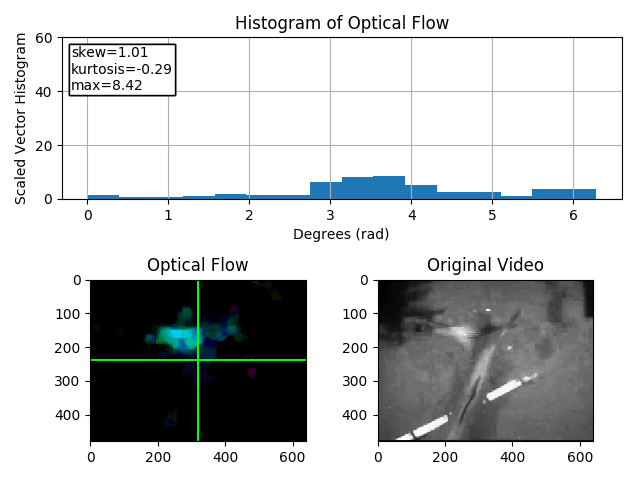 Histogram of Optical Flow
60
40
20
0
Scaled Vector Histogram
skew=1.01
kurtosis=-0.29
max=8.42
0 1 2 3 4 5 6
Degrees (rad)
Optical Flow
0
100
200
300
400
0 200 400 600
Original Video
0
100
200
300
400
0 200 400 600